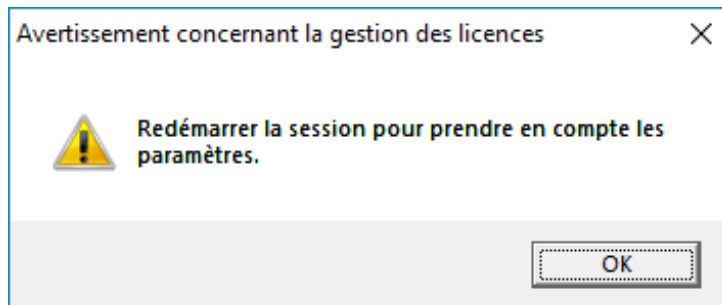 Avertissement concernant la gestion des licences
Redémarrer la session pour prendre en compte les
paramètres.
OK